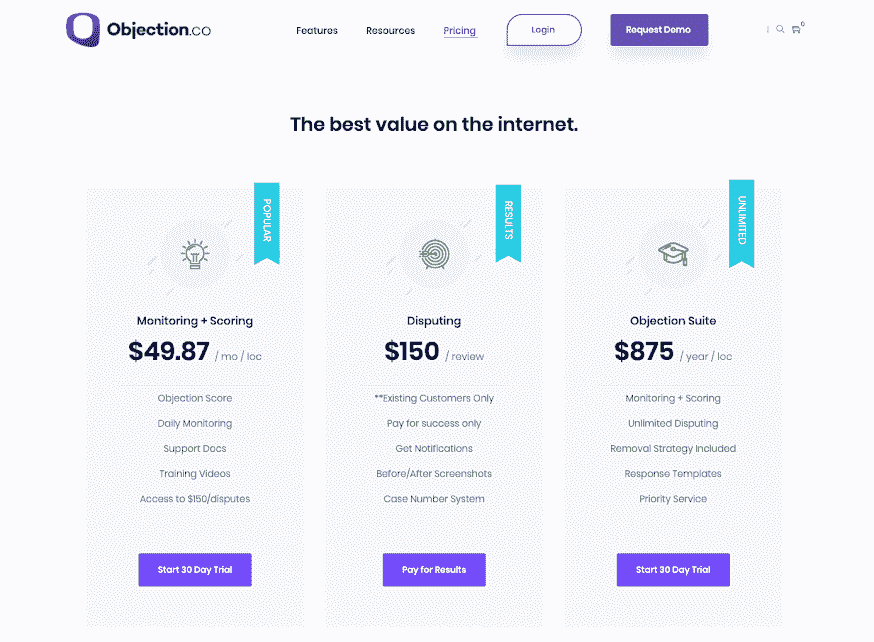 Objection.co
Features
Resources
Pricing
Login
Request Demo
0
The best value on the internet.
POPULAR
Monitoring + Scoring
$49.87 / mo / loc
Objection Score
Daily Monitoring
Support Docs
Training Videos
Access to $150/disputes
Start 30 Day Trial
RESULTS
Disputing
$150 / review
**Existing Customers Only
Pay for success only
Get Notifications
Before/After Screenshots
Case Number System
Pay for Results
UNLIMITED
Objection Suite
$875 / year / loc
Monitoring + Scoring
Unlimited Disputing
Removal Strategy Included
Response Templates
Priority Service
Start 30 Day Trial